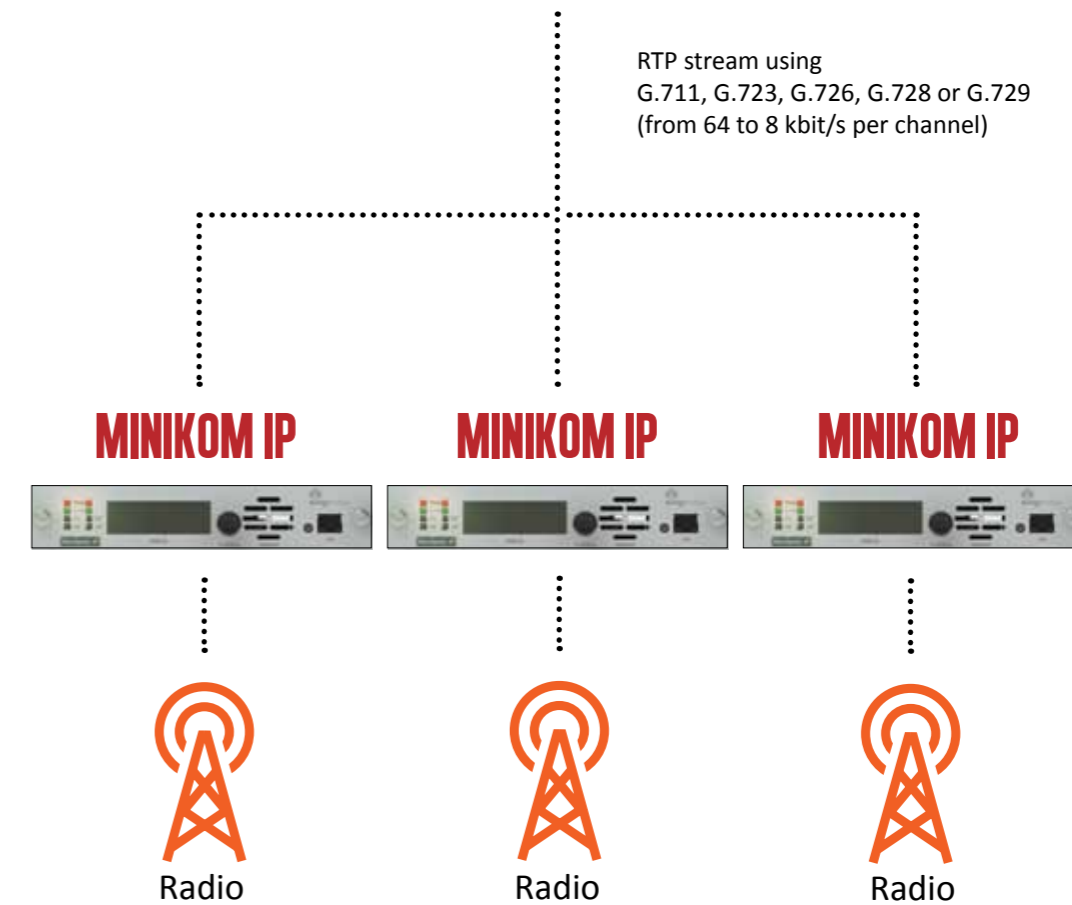 RTP stream using
G.711, G.723, G.726, G.728 or G.729
(from 64 to 8 kbit/s per channel)
MINIKOM IP
MINIKOM IP
MINIKOM IP
Radio
Radio
Radio